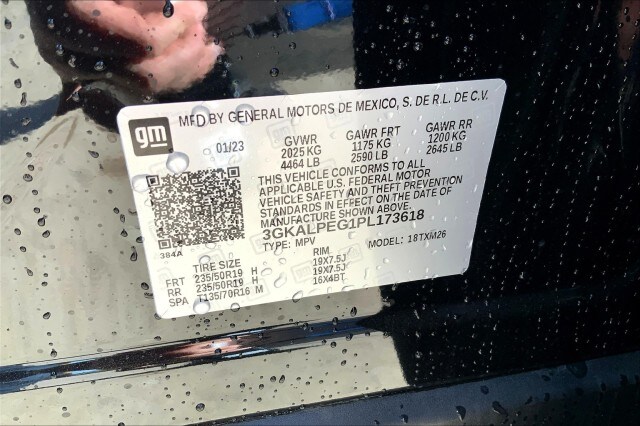 MFD BY GENERAL MOTORS DE MEXICO, S. DE R.L. DE C.V.
gm
01/23 GVWR GAWR FRT GAWR RR
2025 KG 1175 KG 1200 KG
4464 LB 2590 LB 2645 LB
THIS VEHICLE CONFORMS TO ALL
APPLICABLE U.S. FEDERAL MOTOR
VEHICLE SAFETY AND THEFT PREVENTION
STANDARDS IN EFFECT ON THE DATE OF
MANUFACTURE SHOWN ABOVE.
3GKALPEG1PL173618
384A TYPE: MPV MODEL: 18TXM26
TIRE SIZE RIM
FRT 235/50R19 H 19X7.5J
RR 235/50R19 H 19X7.5J
SPA T135/70R16 M 16X4BT